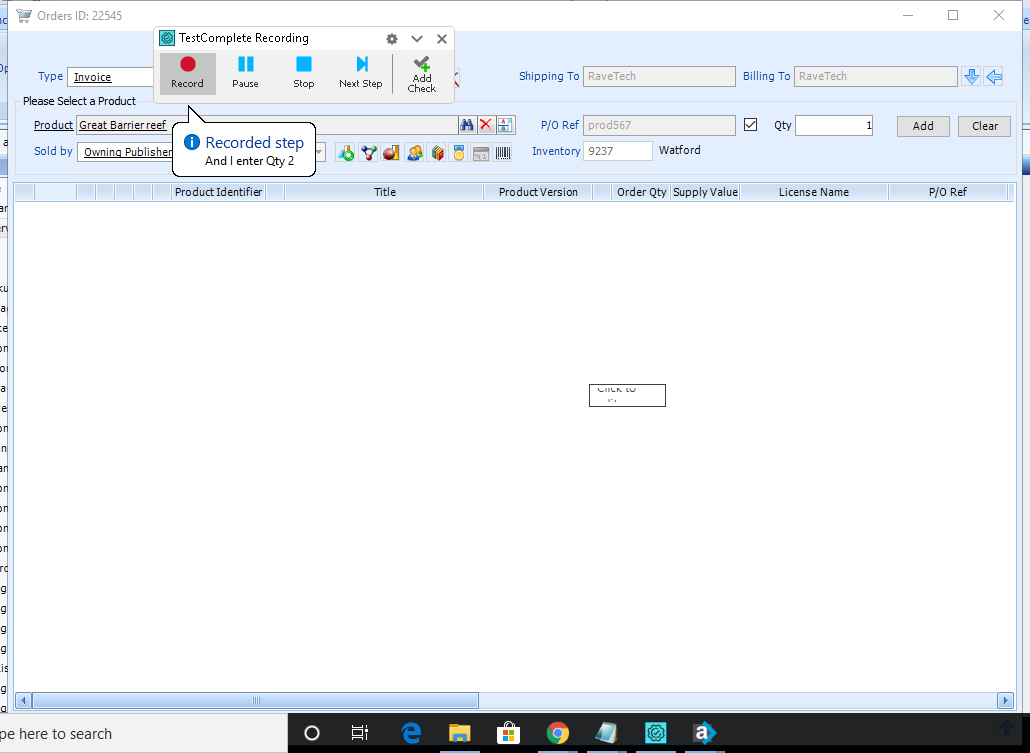 Orders ID: 22545
TestComplete Recording
Record
Pause
Stop
Next Step
Add Check
Type
Invoice
Shipping To
RaveTech
Billing To
RaveTech
Please Select a Product
Product
Great Barrier reef
P/O Ref
prod567
Qty
1
Add
Clear
Recorded step
And I enter Qty 2
Sold by
Owning Publisher
Inventory
9237
Watford
Product Identifier
Title
Product Version
Order Qty
Supply Value
License Name
P/O Ref
Click to
pe here to search